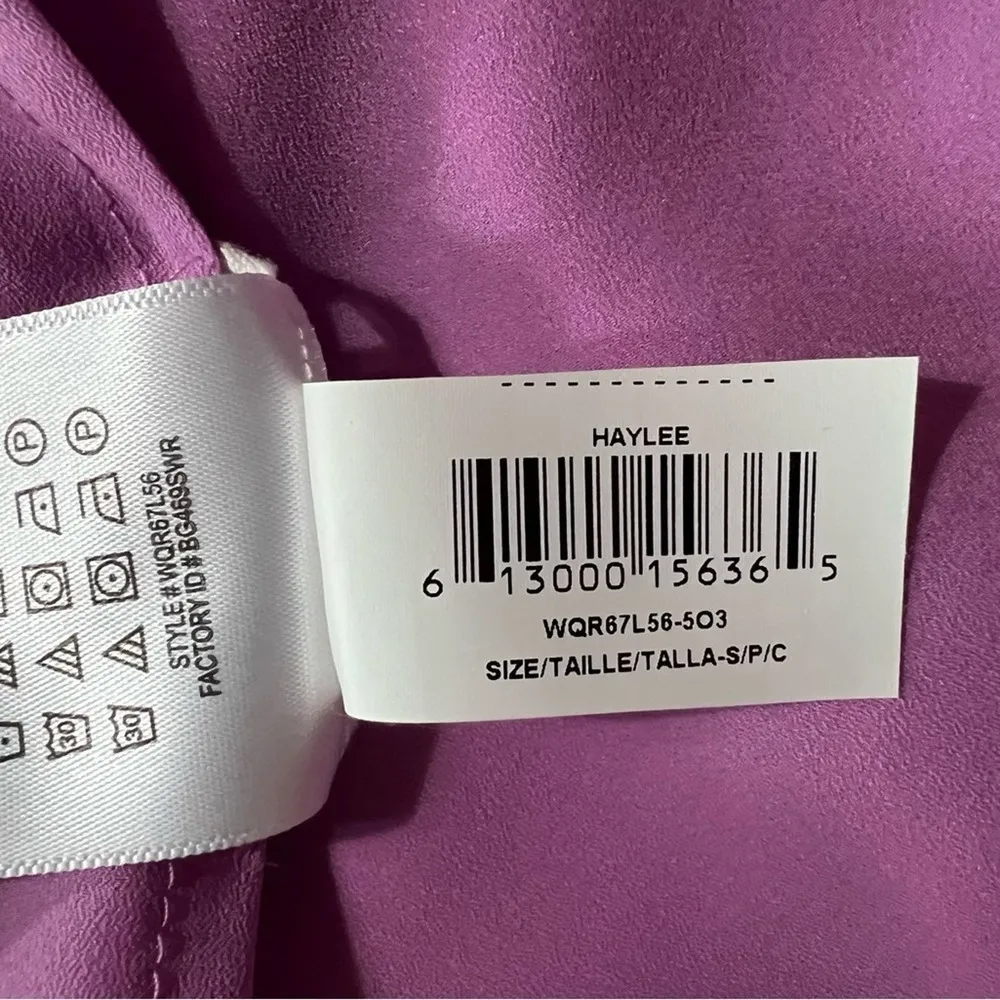 P
P
30
30
STYLE#WQR67L56
FACTORY ID#BG469SWR
HAYLEE
6 13000 15636 5
WQR67L56-5O3
SIZE/TAILLE/TALLA-S/P/C